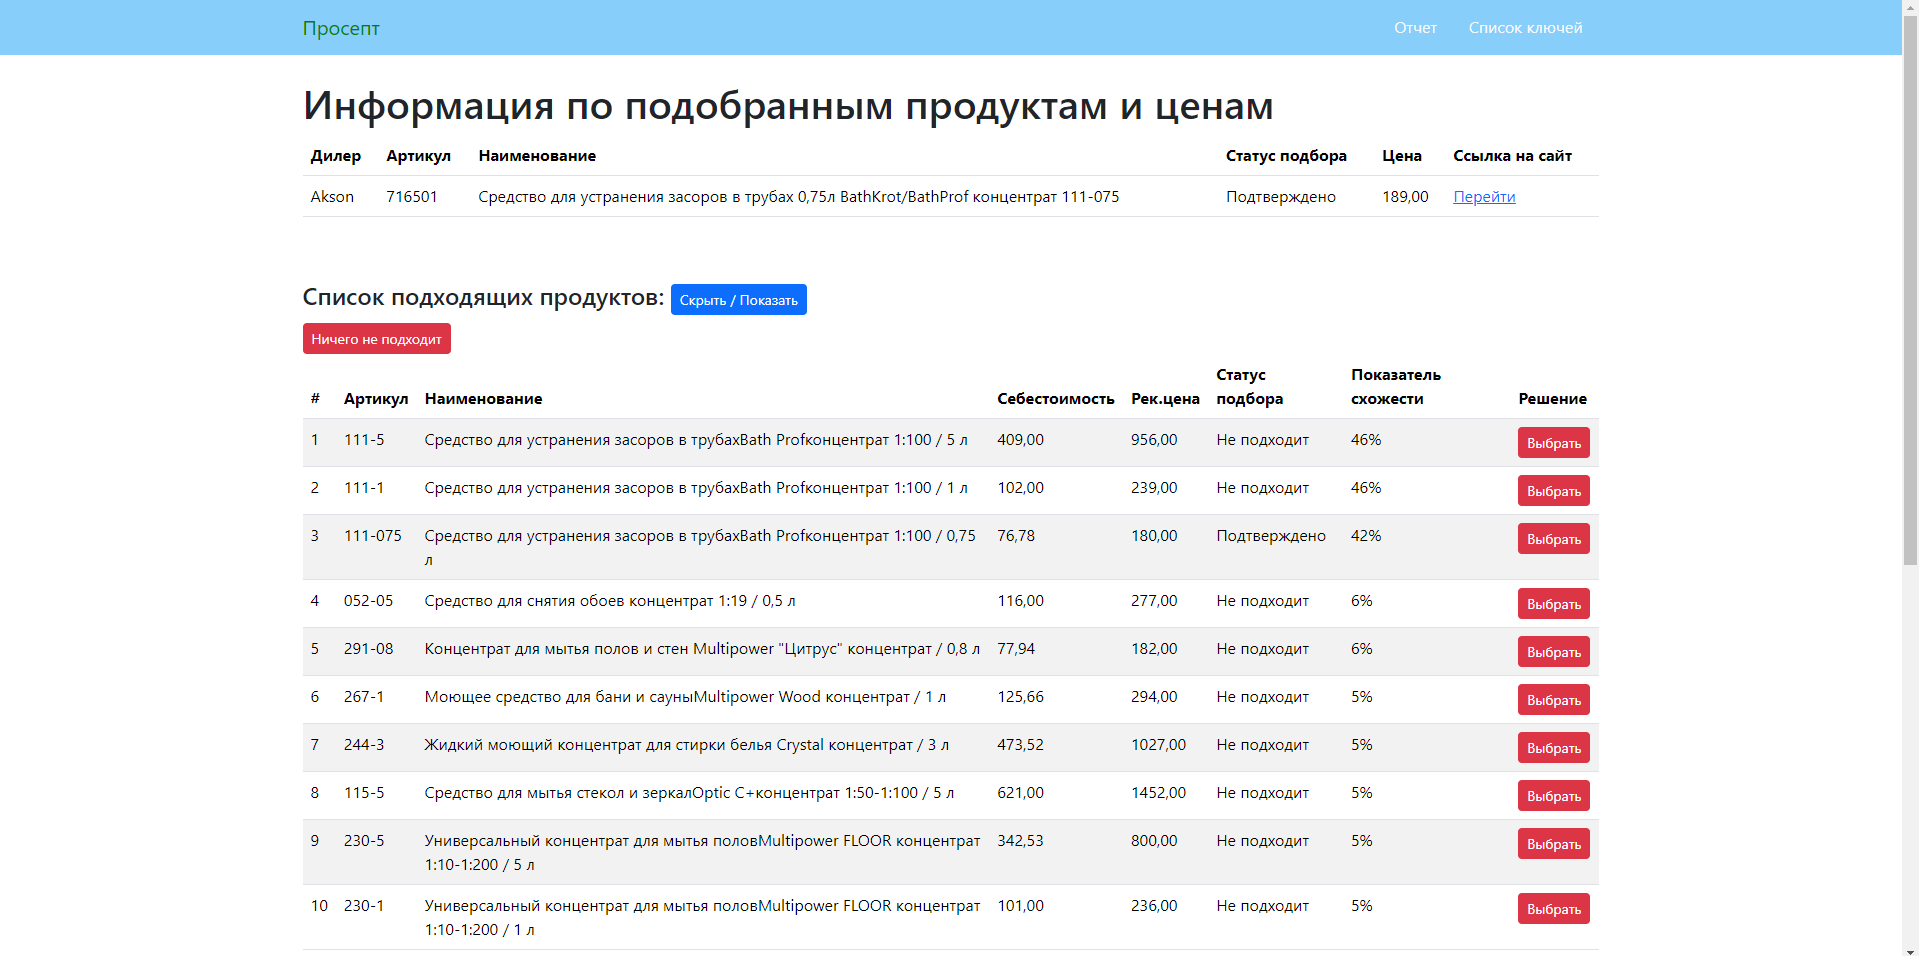 Просепт
Отчет Список ключей
Информация по подобранным продуктам и ценам
Дилер Артикул Наименование Статус подбора Цена Ссылка на сайт
Akson 716501 Средство для устранения засоров в трубах 0,75л BathKrot/BathProf концентрат 111-075 Подтверждено 189,00 Перейти
Список подходящих продуктов: Скрыть / Показать
Ничего не подходит
# Артикул Наименование Себестоимость Рек.цена Статус подбора Показатель схожести Решение
1 111-5 Средство для устранения засоров в трубахBath Profконцентрат 1:100 / 5 л 409,00 956,00 Не подходит 46% Выбрать
2 111-1 Средство для устранения засоров в трубахBath Profконцентрат 1:100 / 1 л 102,00 239,00 Не подходит 46% Выбрать
3 111-075 Средство для устранения засоров в трубахBath Profконцентрат 1:100 / 0,75 76,78 180,00 Подтверждено 42% Выбрать
л
4 052-05 Средство для снятия обоев концентрат 1:19 / 0,5 л 116,00 277,00 Не подходит 6% Выбрать
5 291-08 Концентрат для мытья полов и стен Multipower "Цитрус" концентрат / 0,8 л 77,94 182,00 Не подходит 6% Выбрать
6 267-1 Моющее средство для бани и сауныMultipower Wood концентрат / 1 л 125,66 294,00 Не подходит 5% Выбрать
7 244-3 Жидкий моющий концентрат для стирки белья Crystal концентрат / 3 л 473,52 1027,00 Не подходит 5% Выбрать
8 115-5 Средство для мытья стекол и зеркалOptic C+концентрат 1:50-1:100 / 5 л 621,00 1452,00 Не подходит 5% Выбрать
9 230-5 Универсальный концентрат для мытья половMultipower FLOOR концентрат 342,53 800,00 Не подходит 5% Выбрать
1:10-1:200 / 5 л
10 230-1 Универсальный концентрат для мытья половMultipower FLOOR концентрат 101,00 236,00 Не подходит 5% Выбрать
1:10-1:200 / 1 л